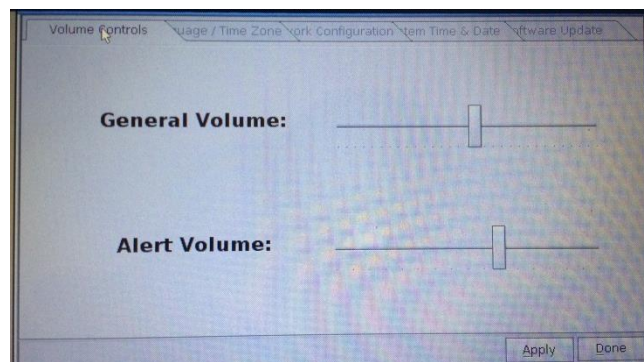 Volume Controls uage / Time Zone ork Configuration tem Time & Date ftware Update
General Volume:
Alert Volume:
Apply Done